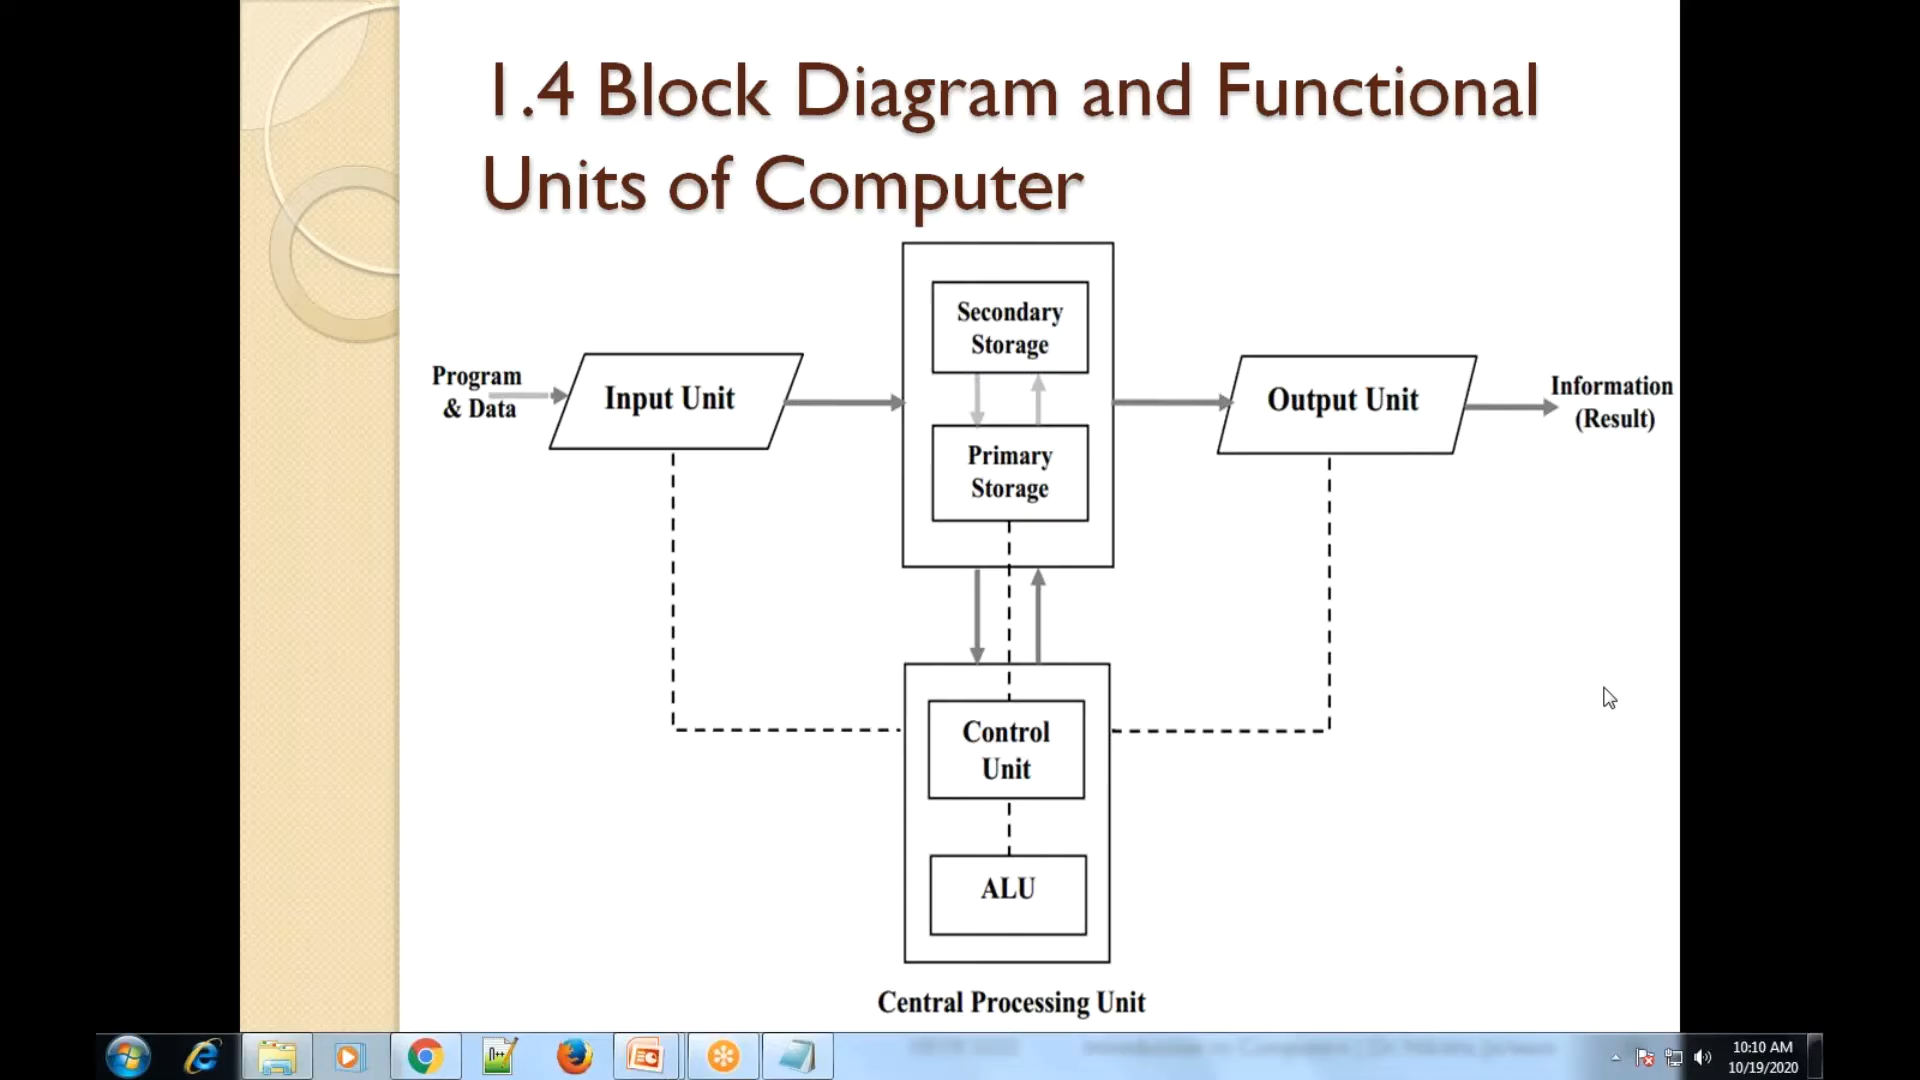 1.4 Block Diagram and Functional
Units of Computer
Secondary
Storage
Program
& Data
Input Unit
Output Unit
Information
(Result)
Primary
Storage
Control
Unit
ALU
Central Processing Unit
10:10 AM
10/19/2020